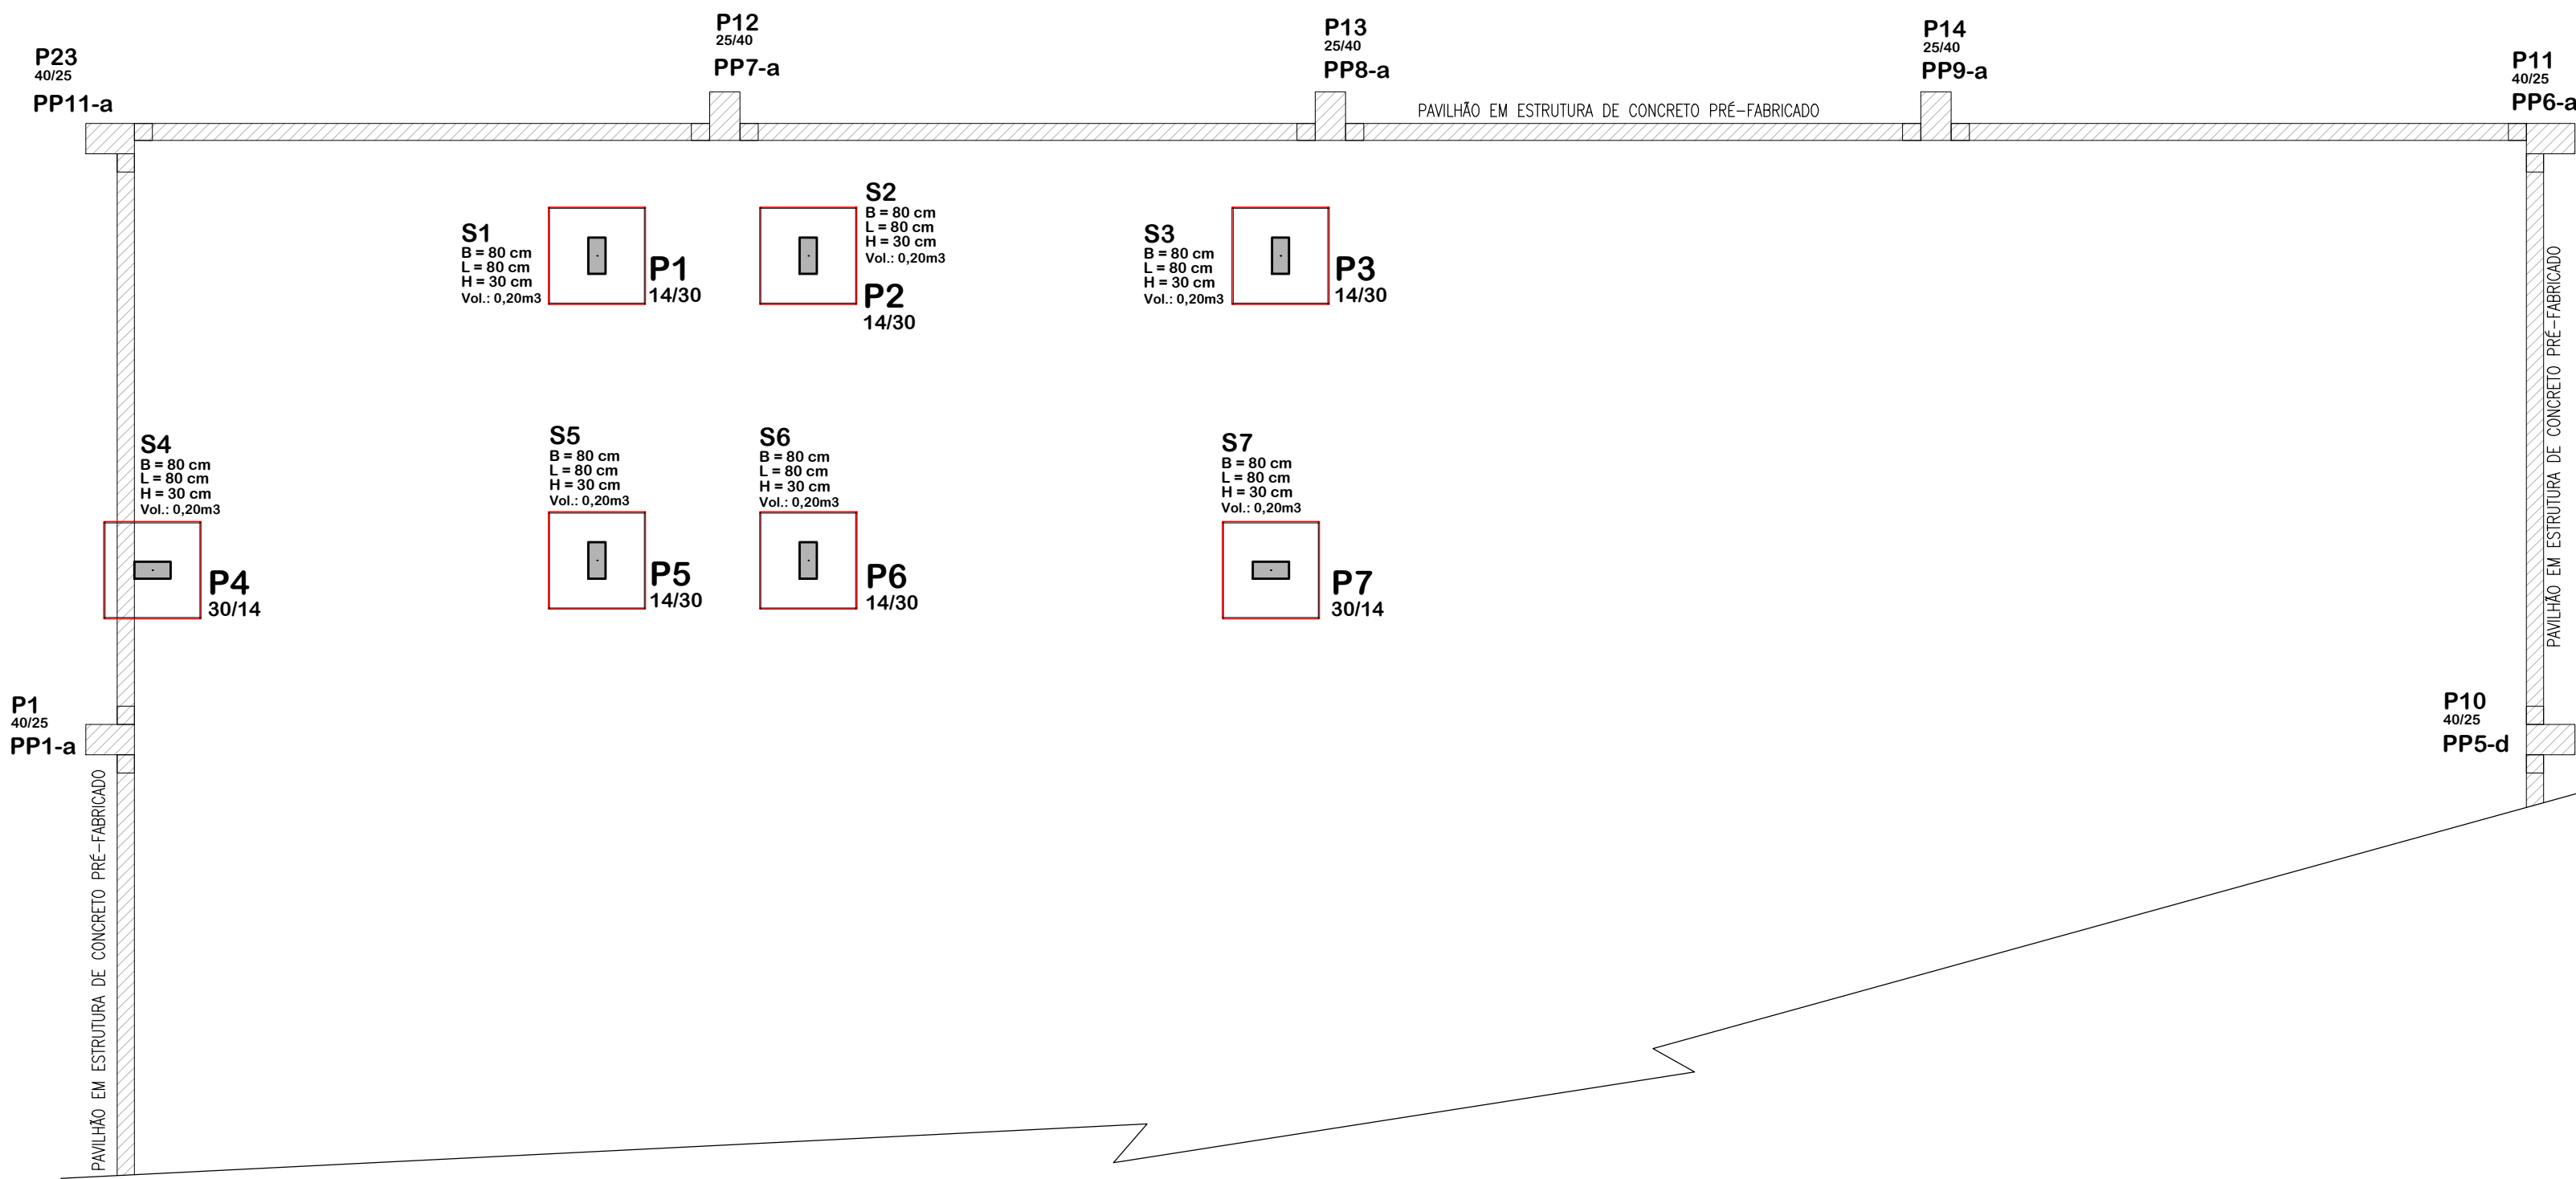 P23
40/25
PP11-a
P12
25/40
PP7-a
P13
25/40
PP8-a
P14
25/40
PP9-a
P11
40/25
PP6-a
PAVILHÃO EM ESTRUTURA DE CONCRETO PRÉ-FABRICADO
S1
B = 80 cm
L = 80 cm
H = 30 cm
Vol.: 0,20m3
P1
14/30
S2
B = 80 cm
L = 80 cm
H = 30 cm
Vol.: 0,20m3
P2
14/30
S3
B = 80 cm
L = 80 cm
H = 30 cm
Vol.: 0,20m3
P3
14/30
PAVILHÃO EM ESTRUTURA DE CONCRETO PRÉ-FABRICADO
S4
B = 80 cm
L = 80 cm
H = 30 cm
Vol.: 0,20m3
P4
30/14
S5
B = 80 cm
L = 80 cm
H = 30 cm
Vol.: 0,20m3
P5
14/30
S6
B = 80 cm
L = 80 cm
H = 30 cm
Vol.: 0,20m3
P6
14/30
S7
B = 80 cm
L = 80 cm
H = 30 cm
Vol.: 0,20m3
P7
30/14
P1
40/25
PP1-a
P10
40/25
PP5-d
PAVILHÃO EM ESTRUTURA DE CONCRETO PRÉ-FABRICADO